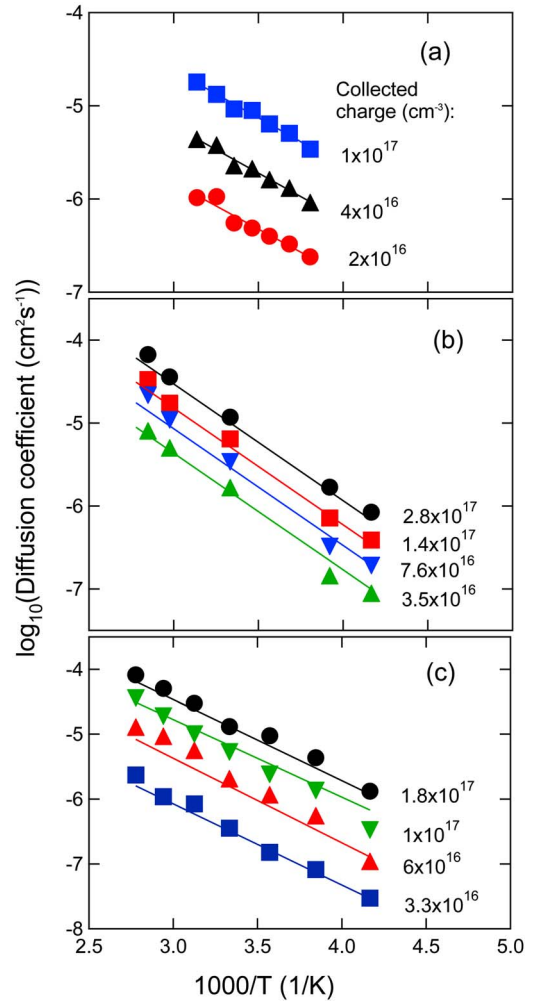 -4
(a)
Collected
charge (cm⁻³):
-5
1x10¹⁷
4x10¹⁶
-6
2x10¹⁶
-7
(b)
-4
-5
-6
2.8x10¹⁷
1.4x10¹⁷
7.6x10¹⁶
-7
3.5x10¹⁶
log₁₀(Diffusion coefficient (cm²s⁻¹))
(c)
-4
-5
-6
1.8x10¹⁷
1x10¹⁷
6x10¹⁶
-7
3.3x10¹⁶
-8
2.5 3.0 3.5 4.0 4.5 5.0
1000/T (1/K)